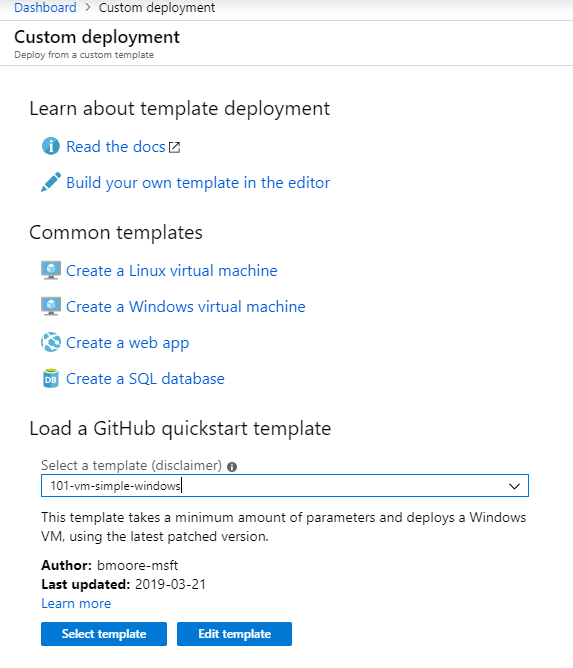 Dashboard > Custom deployment
Custom deployment
Deploy from a custom template
Learn about template deployment
Read the docs
Build your own template in the editor
Common templates
Create a Linux virtual machine
Create a Windows virtual machine
Create a web app
DB Create a SQL database
Load a GitHub quickstart template
Select a template (disclaimer)
101-vm-simple-windows
This template takes a minimum amount of parameters and deploys a Windows
VM, using the latest patched version.
Author: bmoore-msft
Last updated: 2019-03-21
Learn more
Select template Edit template